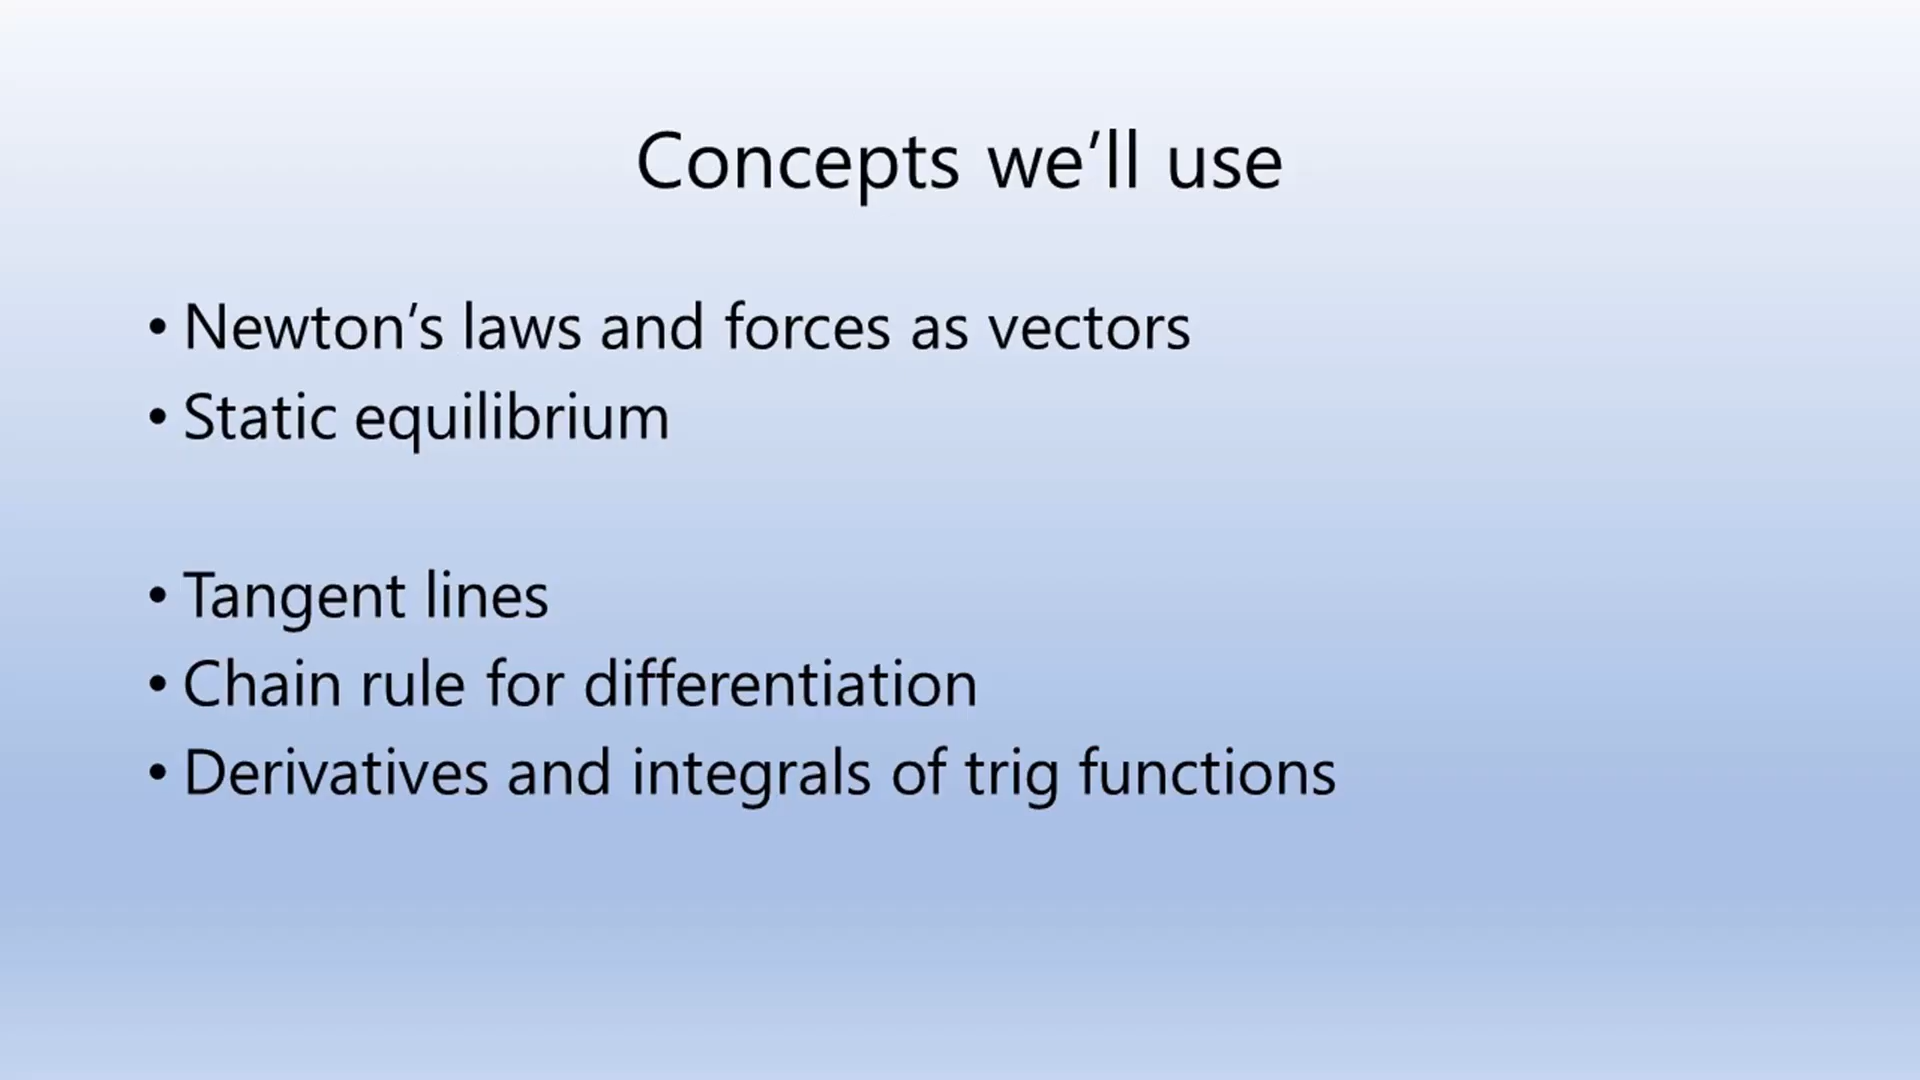 Concepts we’ll use
• Newton’s laws and forces as vectors
• Static equilibrium
• Tangent lines
• Chain rule for differentiation
• Derivatives and integrals of trig functions